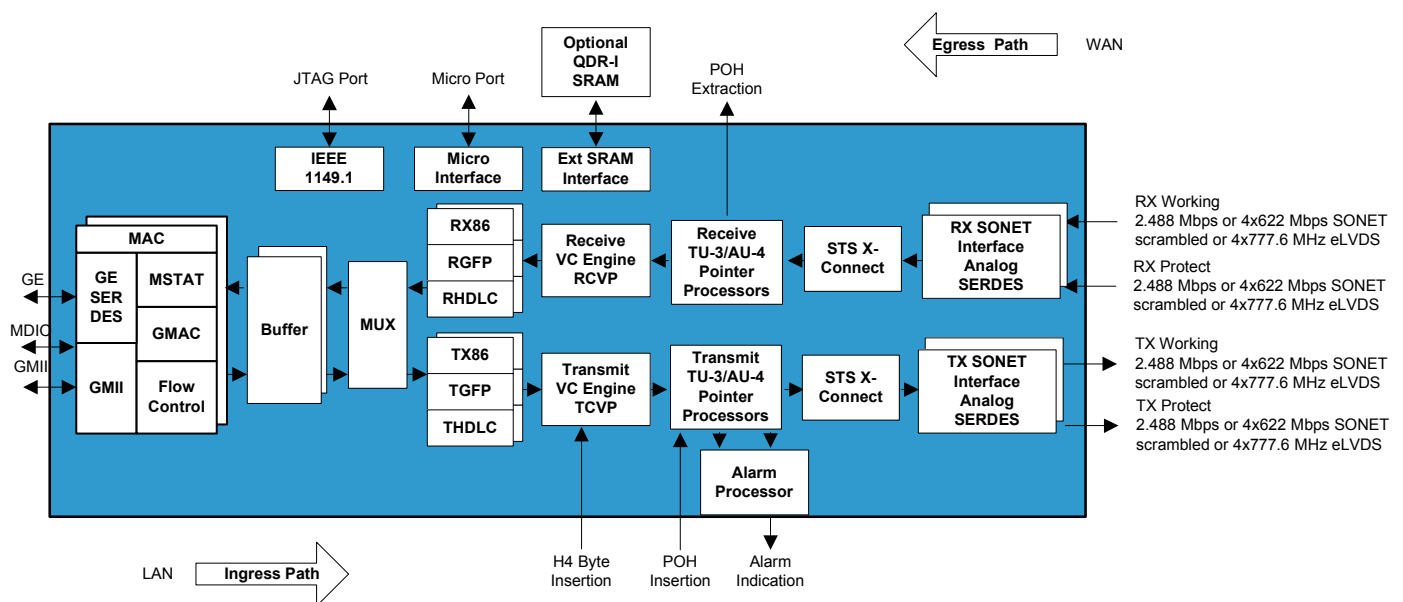 Optional
QDR-I
SRAM
Egress Path
WAN
JTAG Port
Micro Port
POH
Extraction
IEEE
1149.1
Micro
Interface
Ext SRAM
Interface
MAC
GE
SER
DES
MSTAT
GMAC
GMII
Flow
Control
GE
MDIO
GMII
Buffer
MUX
RX86
RGFP
RHDLC
Receive
VC Engine
RCVP
Receive
TU-3/AU-4
Pointer
Processors
STS X-
Connect
RX SONET
Interface
Analog
SERDES
RX Working
2.488 Mbps or 4x622 Mbps SONET
scrambled or 4x777.6 MHz eLVDS
RX Protect
2.488 Mbps or 4x622 Mbps SONET
scrambled or 4x777.6 MHz eLVDS
TX86
TGFP
THDLC
Transmit
VC Engine
TCVP
Transmit
TU-3/AU-4
Pointer
Processors
STS X-
Connect
TX SONET
Interface
Analog
SERDES
TX Working
2.488 Mbps or 4x622 Mbps SONET
scrambled or 4x777.6 MHz eLVDS
TX Protect
2.488 Mbps or 4x622 Mbps SONET
scrambled or 4x777.6 MHz eLVDS
Alarm
Processor
LAN
Ingress Path
H4 Byte
Insertion
POH
Insertion
Alarm
Indication